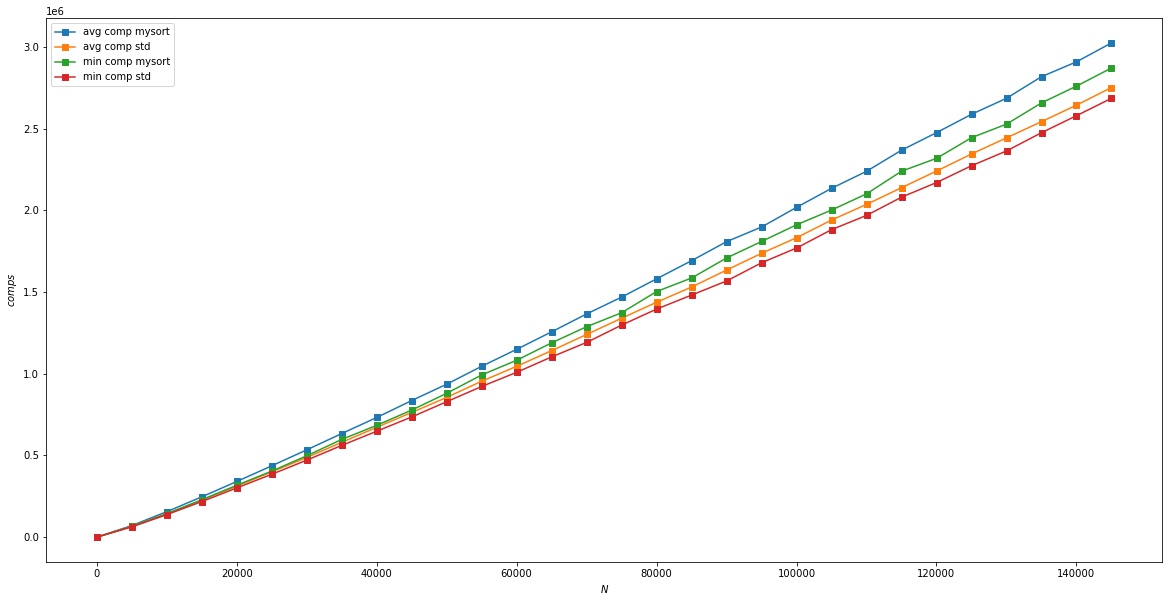 1e6
avg comp mysort
avg comp std
min comp mysort
min comp std
3.0
2.5
2.0
1.5
1.0
0.5
0.0
comps
0 20000 40000 60000 80000 100000 120000 140000
N